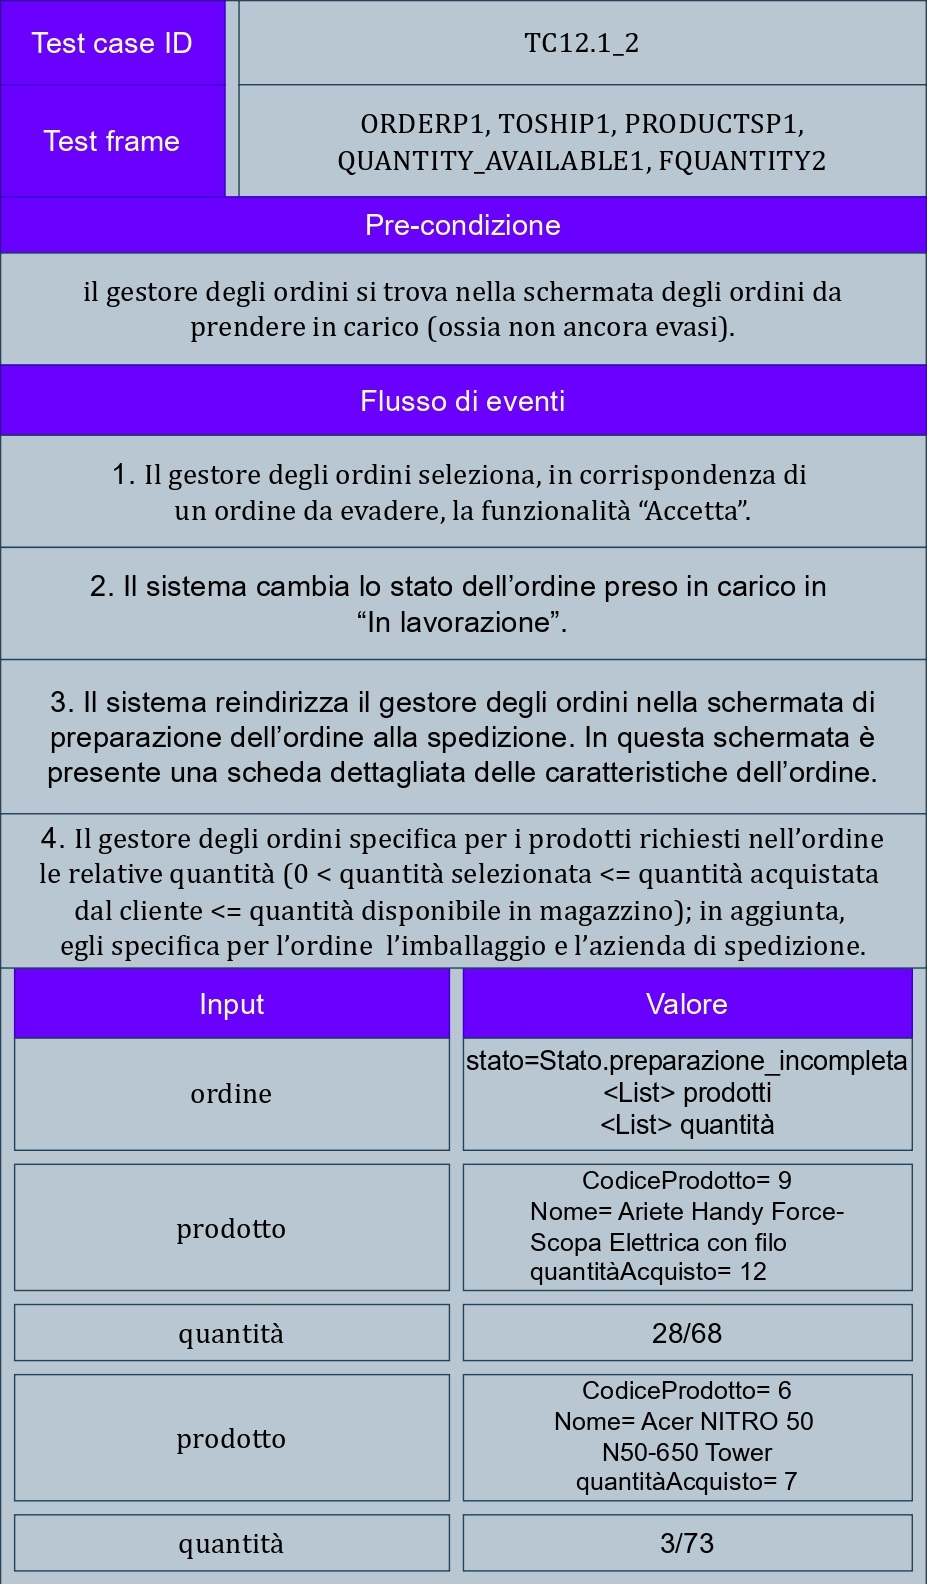 Test case ID
TC12.1_2
Test frame
ORDERP1, TOSHIP1, PRODUCTSP1,
QUANTITY_AVAILABLE1, FQUANTITY2
Pre-condizione
il gestore degli ordini si trova nella schermata degli ordini da
prendere in carico (ossia non ancora evasi).
Flusso di eventi
1. Il gestore degli ordini seleziona, in corrispondenza di
un ordine da evadere, la funzionalità “Accetta”.
2. Il sistema cambia lo stato dell’ordine preso in carico in
“In lavorazione”.
3. Il sistema reindirizza il gestore degli ordini nella schermata di
preparazione dell’ordine alla spedizione. In questa schermata è
presente una scheda dettagliata delle caratteristiche dell’ordine.
4. Il gestore degli ordini specifica per i prodotti richiesti nell’ordine
le relative quantità (0 < quantità selezionata <= quantità acquistata
dal cliente <= quantità disponibile in magazzino); in aggiunta,
egli specifica per l’ordine  l’imballaggio e l’azienda di spedizione.
Input
Valore
ordine
stato=Stato.preparazione_incompleta
<List> prodotti
<List> quantità
prodotto
CodiceProdotto= 9
Nome= Ariete Handy Force-
Scopa Elettrica con filo
quantitàAcquisto= 12
quantità
28/68
prodotto
CodiceProdotto= 6
Nome= Acer NITRO 50
N50-650 Tower
quantitàAcquisto= 7
quantità
3/73